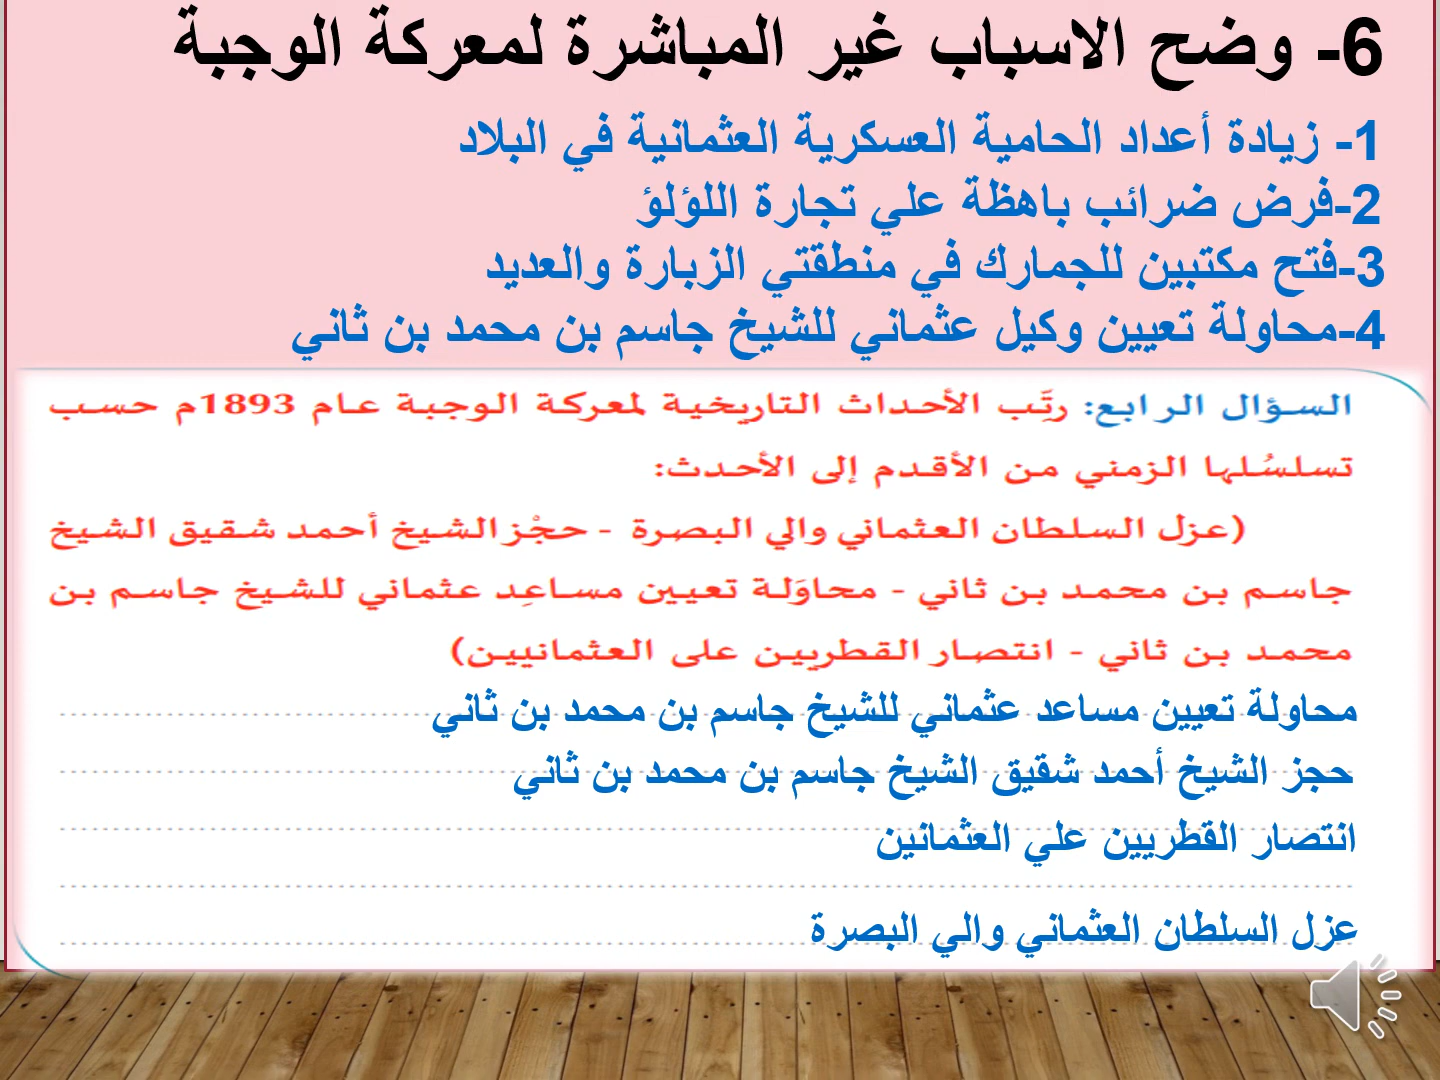 6- وضح الاسباب غير المباشرة لمعركة الوجبة
1- زيادة أعداد الحامية العسكرية العثمانية في البلاد
2-فرض ضرائب باهظة علي تجارة اللؤلؤ
3-فتح مكتبين للجمارك في منطقتي الزبارة والعديد
4-محاولة تعيين وكيل عثماني للشيخ جاسم بن محمد بن ثاني
السؤال الرابع: رتَّب الأحداث التاريخية لمعركة الوجبة عام 1893م حسب
تسلسُلها الزمني من الأقدم إلى الأحدث:
(عزل السلطان العثماني والي البصرة - حجْز الشيخ أحمد شقيق الشيخ
جاسم بن محمد بن ثاني - محاوَلة تعيين مساعِد عثماني للشيخ جاسم بن
محمد بن ثاني - انتصار القطريين على العثمانيين)
محاولة تعيين مساعد عثماني للشيخ جاسم بن محمد بن ثاني
حجز الشيخ أحمد شقيق الشيخ جاسم بن محمد بن ثاني
انتصار القطريين علي العثمانين
عزل السلطان العثماني والي البصرة